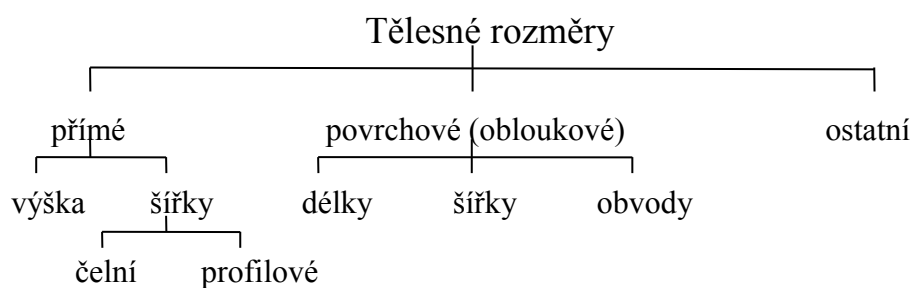 Tělesné rozměry
přímé povrchové (obloukové) ostatní
výška šířky délky šířky obvody
čelní profilové